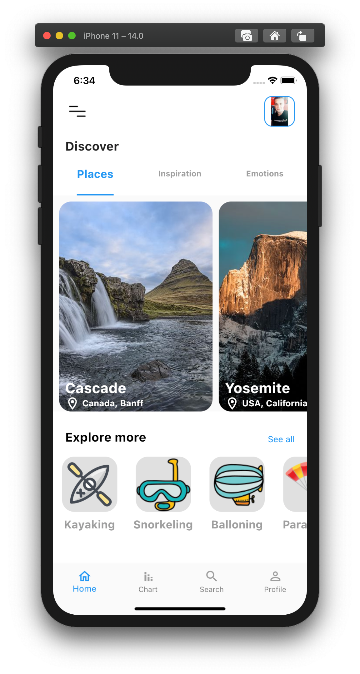 iPhone 11 – 14.0
6:34
Discover
Places Inspiration Emotions
Cascade
Canada, Banff
Yosemite
USA, California
Explore more
See all
Kayaking Snorkeling Balloning Para
Home Chart Search Profile